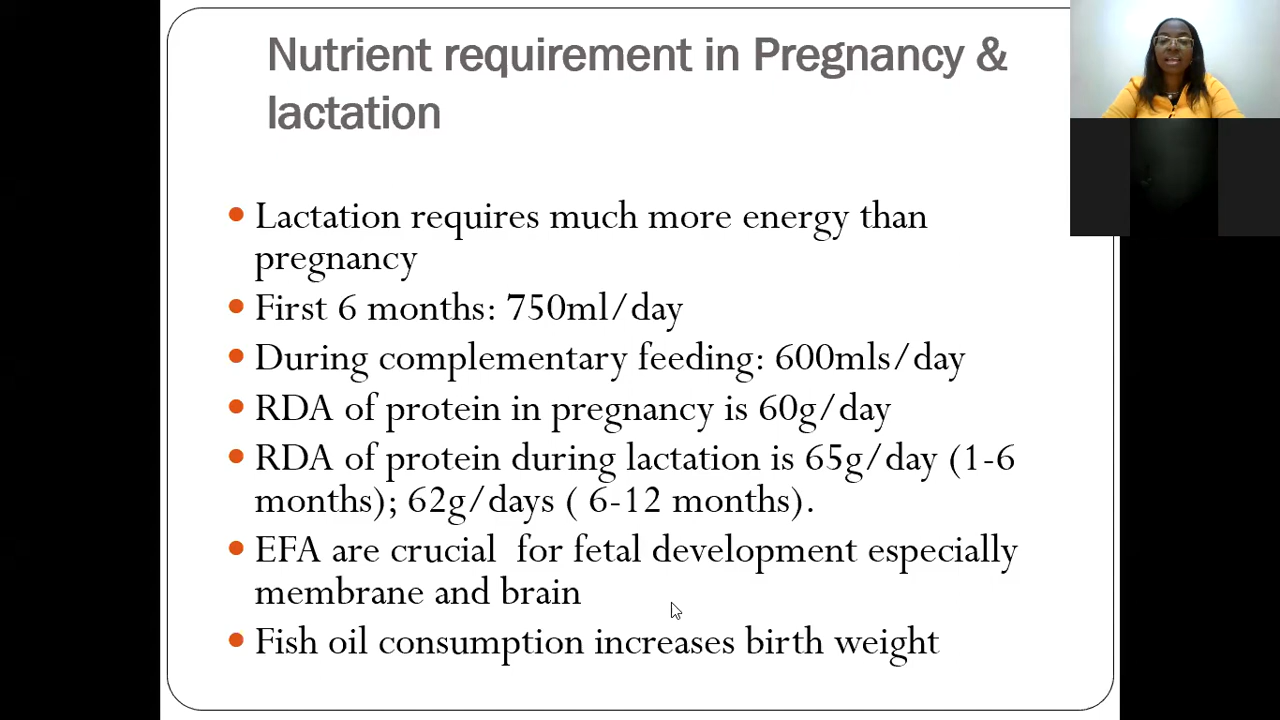 Nutrient requirement in Pregnancy &
lactation
Lactation requires much more energy than
pregnancy
First 6 months: 750ml/day
During complementary feeding: 600mls/day
RDA of protein in pregnancy is 60g/day
RDA of protein during lactation is 65g/day (1-6
months); 62g/days ( 6-12 months).
EFA are crucial for fetal development especially
membrane and brain
Fish oil consumption increases birth weight